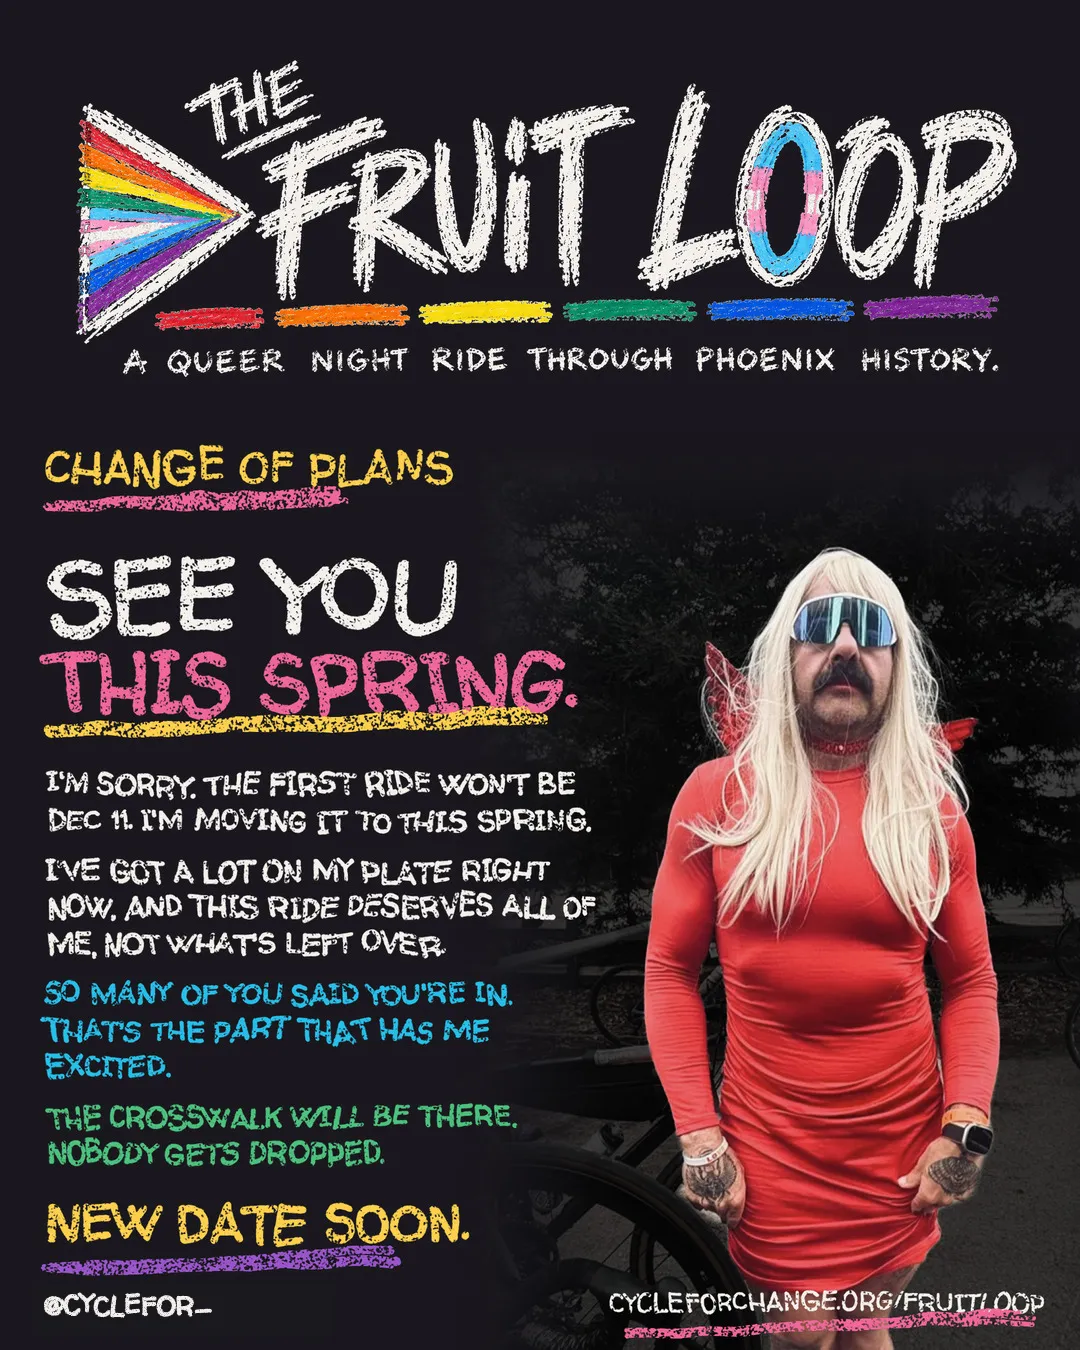 THE
FRUiT LOOP
A QUEER NIGHT RIDE THROUGH PHOENIX HISTORY.
CHANGE OF PLANS
SEE YOU
THIS SPRING.
I'M SORRY. THE FIRST RIDE WON'T BE
DEC 11. I'M MOVING IT TO THIS SPRING.
I'VE GOT A LOT ON MY PLATE RIGHT
NOW, AND THIS RIDE DESERVES ALL OF
ME, NOT WHAT'S LEFT OVER.
SO MANY OF YOU SAID YOU'RE IN.
THAT'S THE PART THAT HAS ME
EXCITED.
THE CROSSWALK WILL BE THERE.
NOBODY GETS DROPPED.
NEW DATE SOON.
@CYCLEFOR_
CYCLEFORCHANGE.ORG/FRUITLOOP